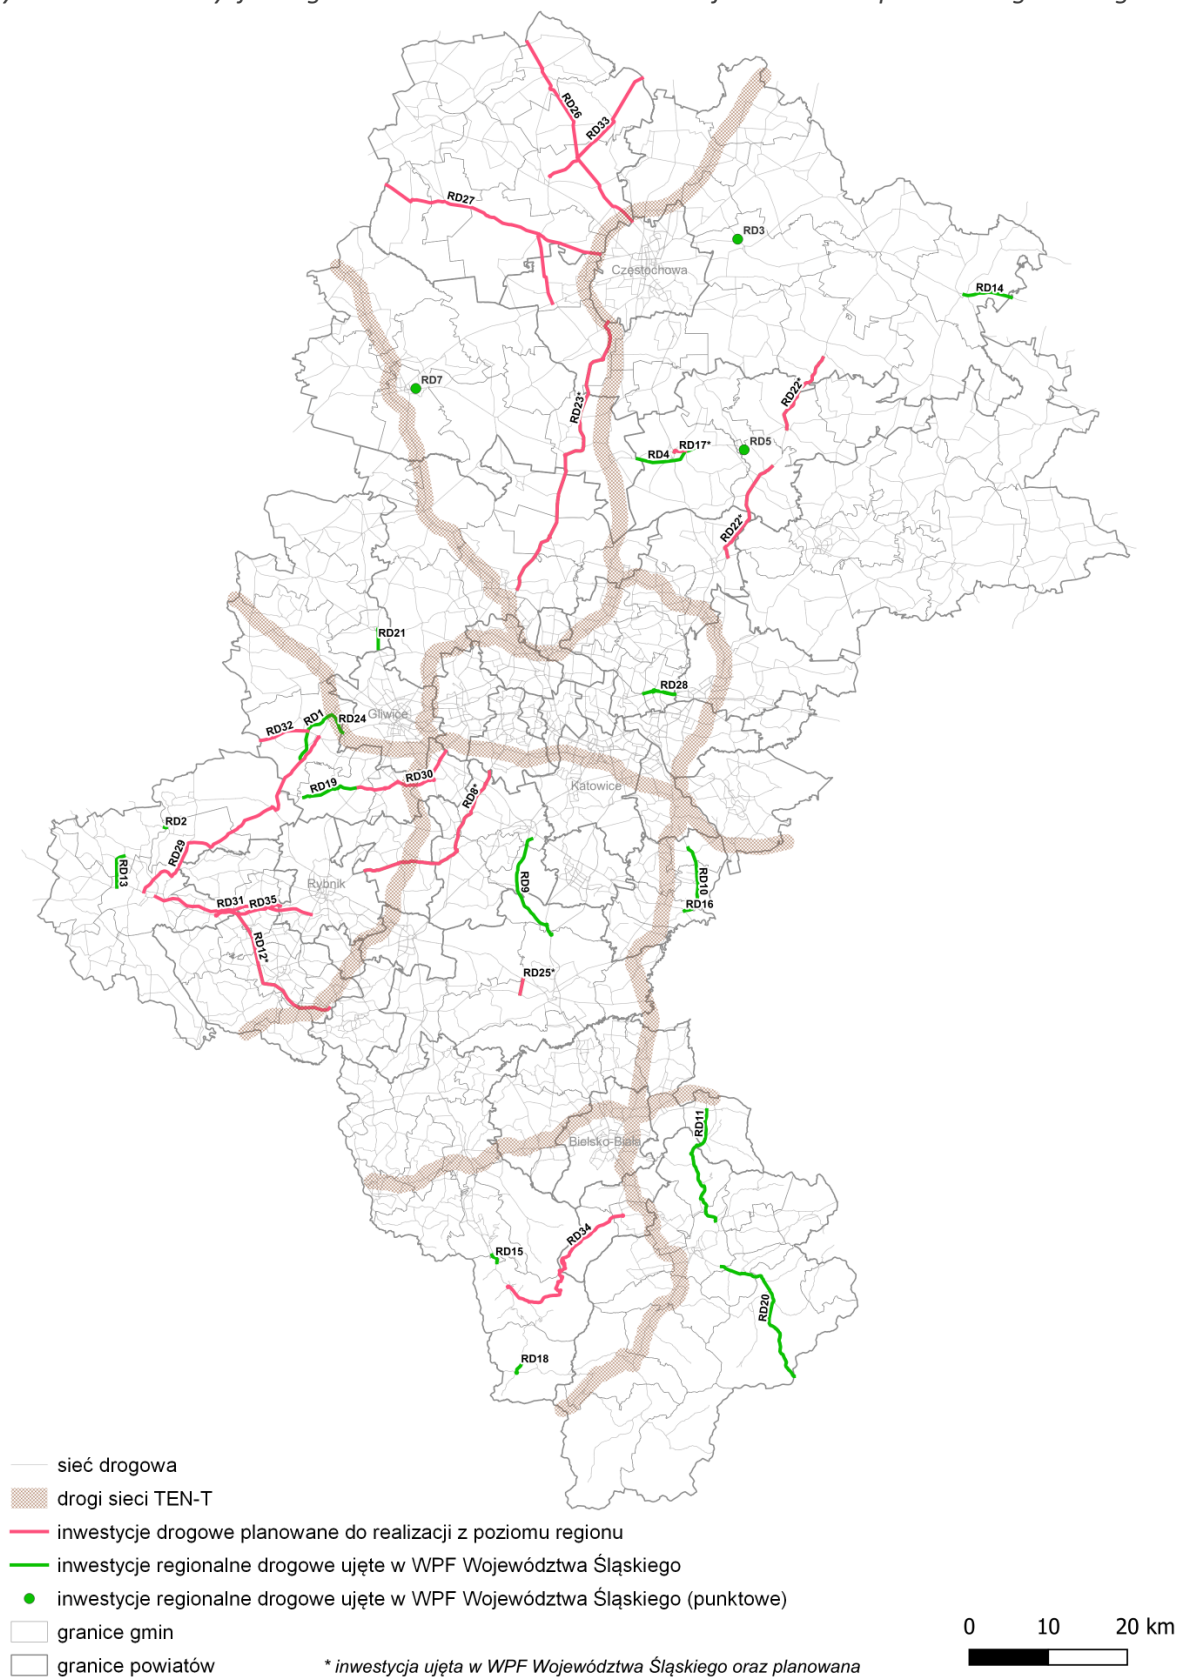 RD26
RD33
RD27
RD3
Częstochowa
RD14
RD7
RD23*
RD22*
RD17*
RD4
RD5
RD22*
RD21
RD28
RD1
RD24
Gliwice
RD32
RD30
RD19
RD8*
Katowice
RD2
RD29
RD13
Rybnik
RD9
RD10
RD31
RD35
RD16
RD12*
RD25*
RD11
Bielsko-Biała
RD34
RD15
RD20
RD18
sieć drogowa
drogi sieci TEN-T
inwestycje drogowe planowane do realizacji z poziomu regionu
inwestycje regionalne drogowe ujęte w WPF Województwa Śląskiego
inwestycje regionalne drogowe ujęte w WPF Województwa Śląskiego (punktowe)
granice gmin
granice powiatów
* inwestycja ujęta w WPF Województwa Śląskiego oraz planowana
0 10 20 km